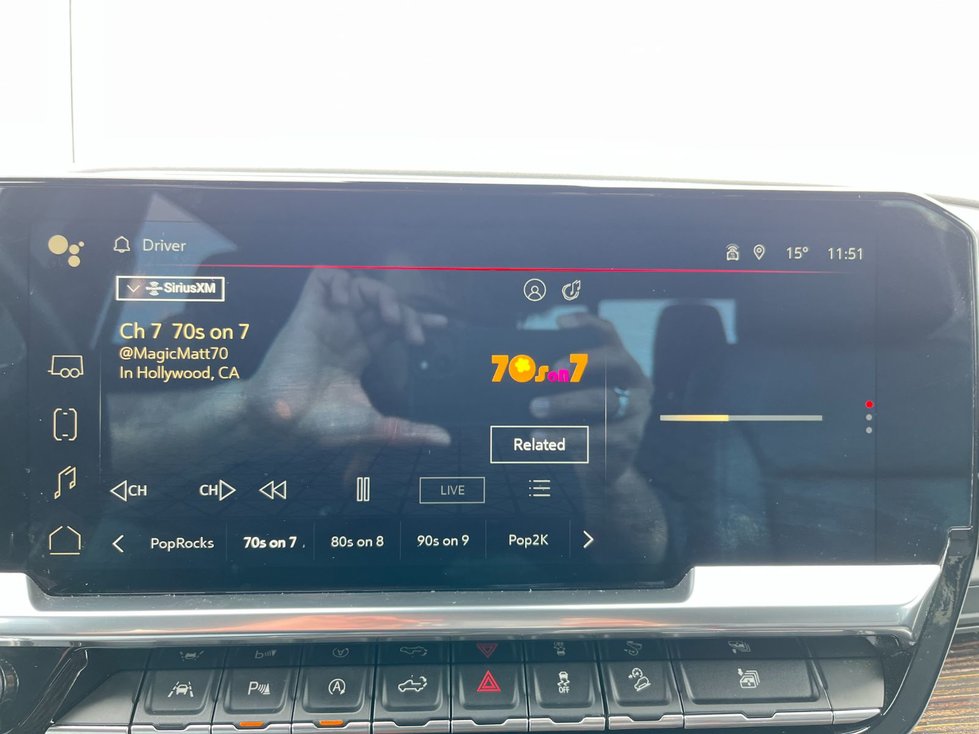 Driver
15° 11:51
SiriusXM
Ch 7 70s on 7
@MagicMatt70
In Hollywood, CA
70s on 7
Related
CH CH LIVE
PopRocks 70s on 7 80s on 8 90s on 9 Pop2K
P A OFF